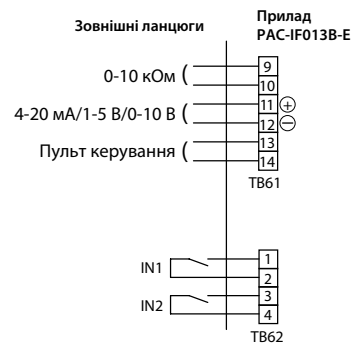 Зовнішні ланцюги
Прилад
PAC-IF013B-E
0-10 кОм
9
10
4-20 мА/1-5 В/0-10 В
11 +
12 −
Пульт керування
13
14
TB61
IN1
1
2
IN2
3
4
TB62